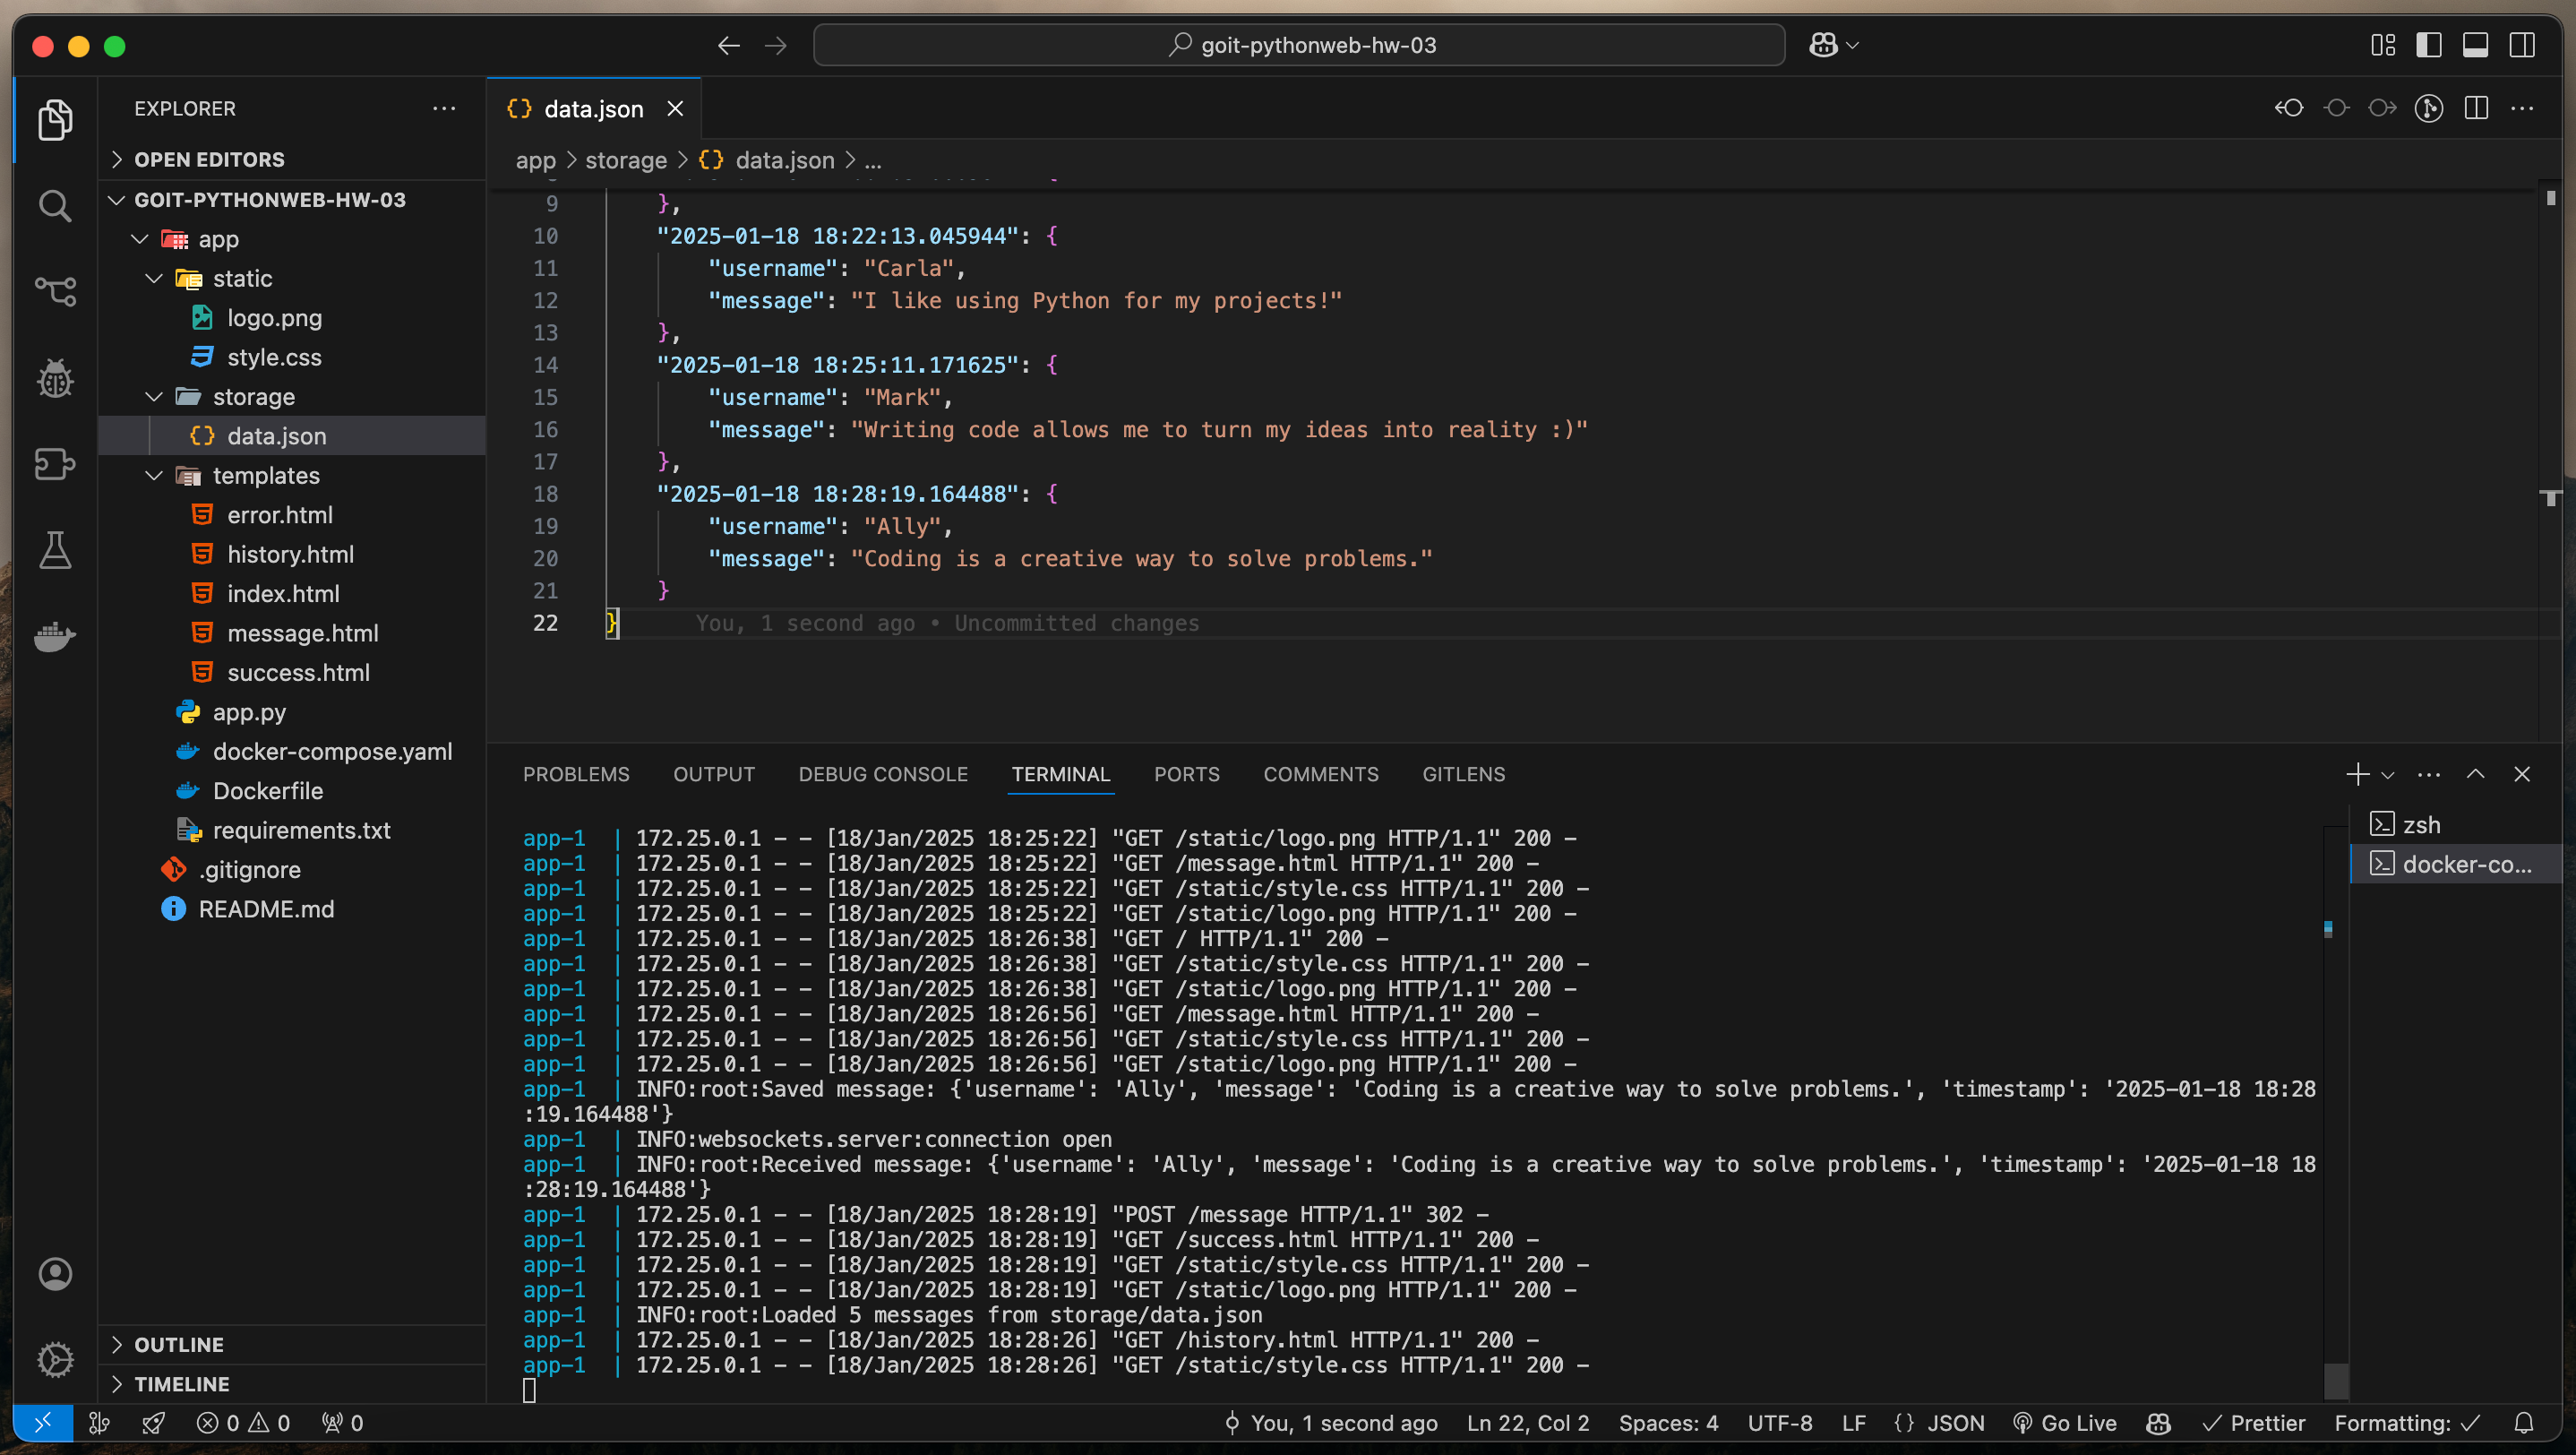 goit-pythonweb-hw-03
EXPLORER
OPEN EDITORS
GOIT-PYTHONWEB-HW-03
app
static
logo.png
style.css
storage
data.json
templates
error.html
history.html
index.html
message.html
success.html
app.py
docker-compose.yaml
Dockerfile
requirements.txt
.gitignore
README.md
OUTLINE
TIMELINE
data.json
app > storage > {} data.json > ...
9 },
10 "2025-01-18 18:22:13.045944": {
11 "username": "Carla",
12 "message": "I like using Python for my projects!"
13 },
14 "2025-01-18 18:25:11.171625": {
15 "username": "Mark",
16 "message": "Writing code allows me to turn my ideas into reality :)"
17 },
18 "2025-01-18 18:28:19.164488": {
19 "username": "Ally",
20 "message": "Coding is a creative way to solve problems."
21 }
22 } You, 1 second ago • Uncommitted changes
PROBLEMS OUTPUT DEBUG CONSOLE TERMINAL PORTS COMMENTS GITLENS
app-1 | 172.25.0.1 - - [18/Jan/2025 18:25:22] "GET /static/logo.png HTTP/1.1" 200 -
app-1 | 172.25.0.1 - - [18/Jan/2025 18:25:22] "GET /message.html HTTP/1.1" 200 -
app-1 | 172.25.0.1 - - [18/Jan/2025 18:25:22] "GET /static/style.css HTTP/1.1" 200 -
app-1 | 172.25.0.1 - - [18/Jan/2025 18:25:22] "GET /static/logo.png HTTP/1.1" 200 -
app-1 | 172.25.0.1 - - [18/Jan/2025 18:26:38] "GET / HTTP/1.1" 200 -
app-1 | 172.25.0.1 - - [18/Jan/2025 18:26:38] "GET /static/style.css HTTP/1.1" 200 -
app-1 | 172.25.0.1 - - [18/Jan/2025 18:26:38] "GET /static/logo.png HTTP/1.1" 200 -
app-1 | 172.25.0.1 - - [18/Jan/2025 18:26:56] "GET /message.html HTTP/1.1" 200 -
app-1 | 172.25.0.1 - - [18/Jan/2025 18:26:56] "GET /static/style.css HTTP/1.1" 200 -
app-1 | 172.25.0.1 - - [18/Jan/2025 18:26:56] "GET /static/logo.png HTTP/1.1" 200 -
app-1 | INFO:root:Saved message: {'username': 'Ally', 'message': 'Coding is a creative way to solve problems.', 'timestamp': '2025-01-18 18:28
:19.164488'}
app-1 | INFO:websockets.server:connection open
app-1 | INFO:root:Received message: {'username': 'Ally', 'message': 'Coding is a creative way to solve problems.', 'timestamp': '2025-01-18 18
:28:19.164488'}
app-1 | 172.25.0.1 - - [18/Jan/2025 18:28:19] "POST /message HTTP/1.1" 302 -
app-1 | 172.25.0.1 - - [18/Jan/2025 18:28:19] "GET /success.html HTTP/1.1" 200 -
app-1 | 172.25.0.1 - - [18/Jan/2025 18:28:19] "GET /static/style.css HTTP/1.1" 200 -
app-1 | 172.25.0.1 - - [18/Jan/2025 18:28:19] "GET /static/logo.png HTTP/1.1" 200 -
app-1 | INFO:root:Loaded 5 messages from storage/data.json
app-1 | 172.25.0.1 - - [18/Jan/2025 18:28:26] "GET /history.html HTTP/1.1" 200 -
app-1 | 172.25.0.1 - - [18/Jan/2025 18:28:26] "GET /static/style.css HTTP/1.1" 200 -
zsh
docker-co...
0 0 0 You, 1 second ago Ln 22, Col 2 Spaces: 4 UTF-8 LF {} JSON Go Live Prettier Formatting: ✓